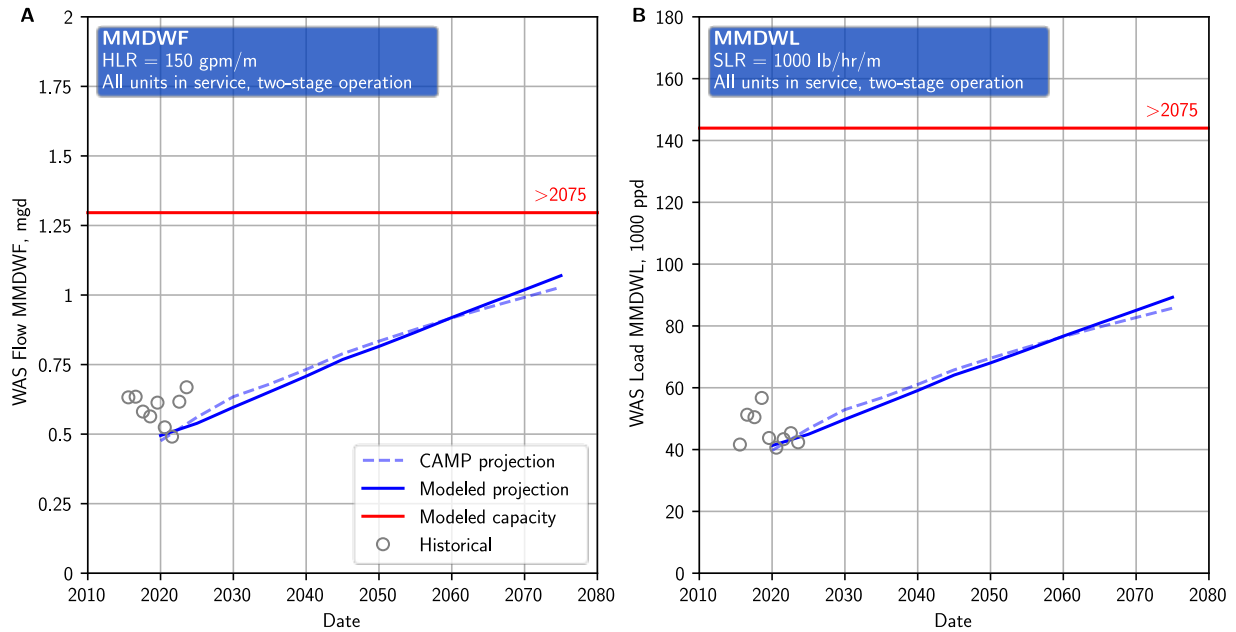 A
MMDWF
HLR = 150 gpm/m
All units in service, two-stage operation
>2075
WAS Flow MMDWF, mgd
2
1.75
1.5
1.25
1
0.75
0.5
0.25
0
2010 2020 2030 2040 2050 2060 2070 2080
Date
CAMP projection
Modeled projection
Modeled capacity
Historical
B
MMDWL
SLR = 1000 lb/hr/m
All units in service, two-stage operation
>2075
WAS Load MMDWL, 1000 ppd
180
160
140
120
100
80
60
40
20
0
2010 2020 2030 2040 2050 2060 2070 2080
Date